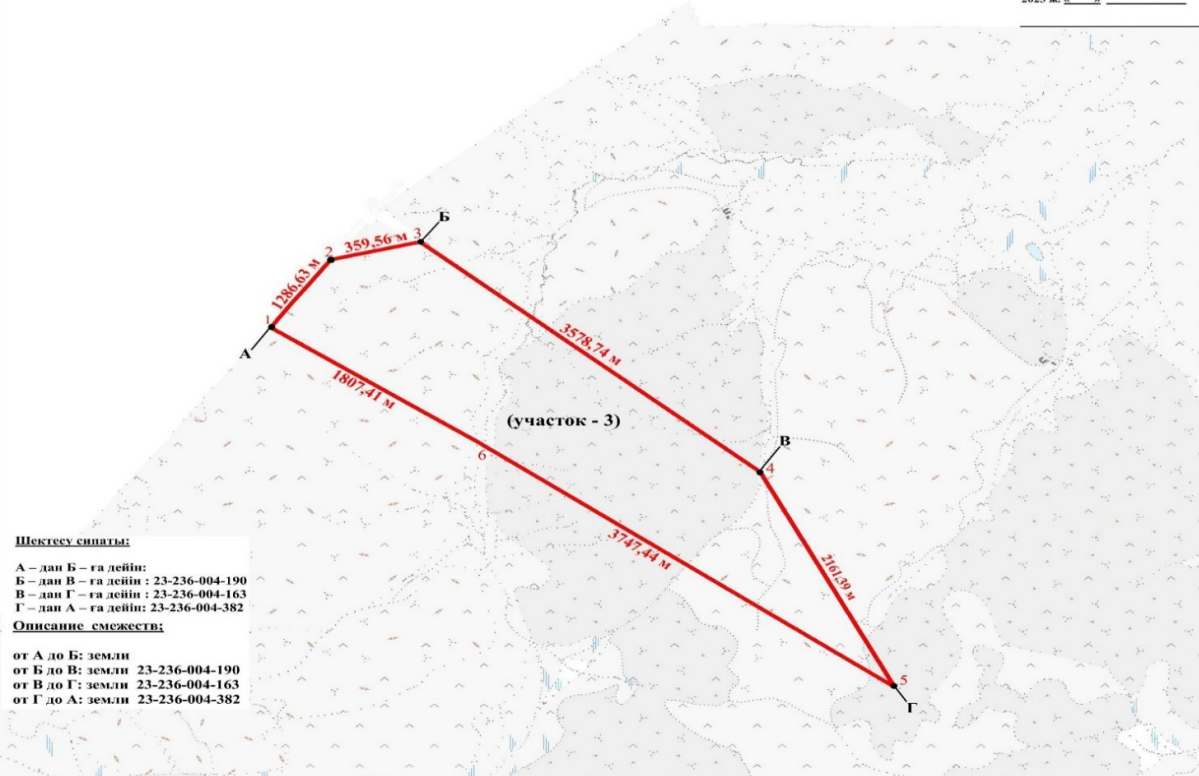 2023 ж. «___» ____________
Б
3
2
359,56 м
1286,63 м
1
А
3578,74 м
1807,41 м
(участок - 3)
В
4
6
3747,44 м
2161,39 м
5
Г
Шектесу сипаты:
А – дан Б – ға дейін:
Б – дан В – ға дейін : 23-236-004-190
В – дан Г – ға дейін : 23-236-004-163
Г – дан А – ға дейін: 23-236-004-382
Описание смежеств:
от А до Б: земли
от Б до В: земли 23-236-004-190
от В до Г: земли 23-236-004-163
от Г до А: земли 23-236-004-382